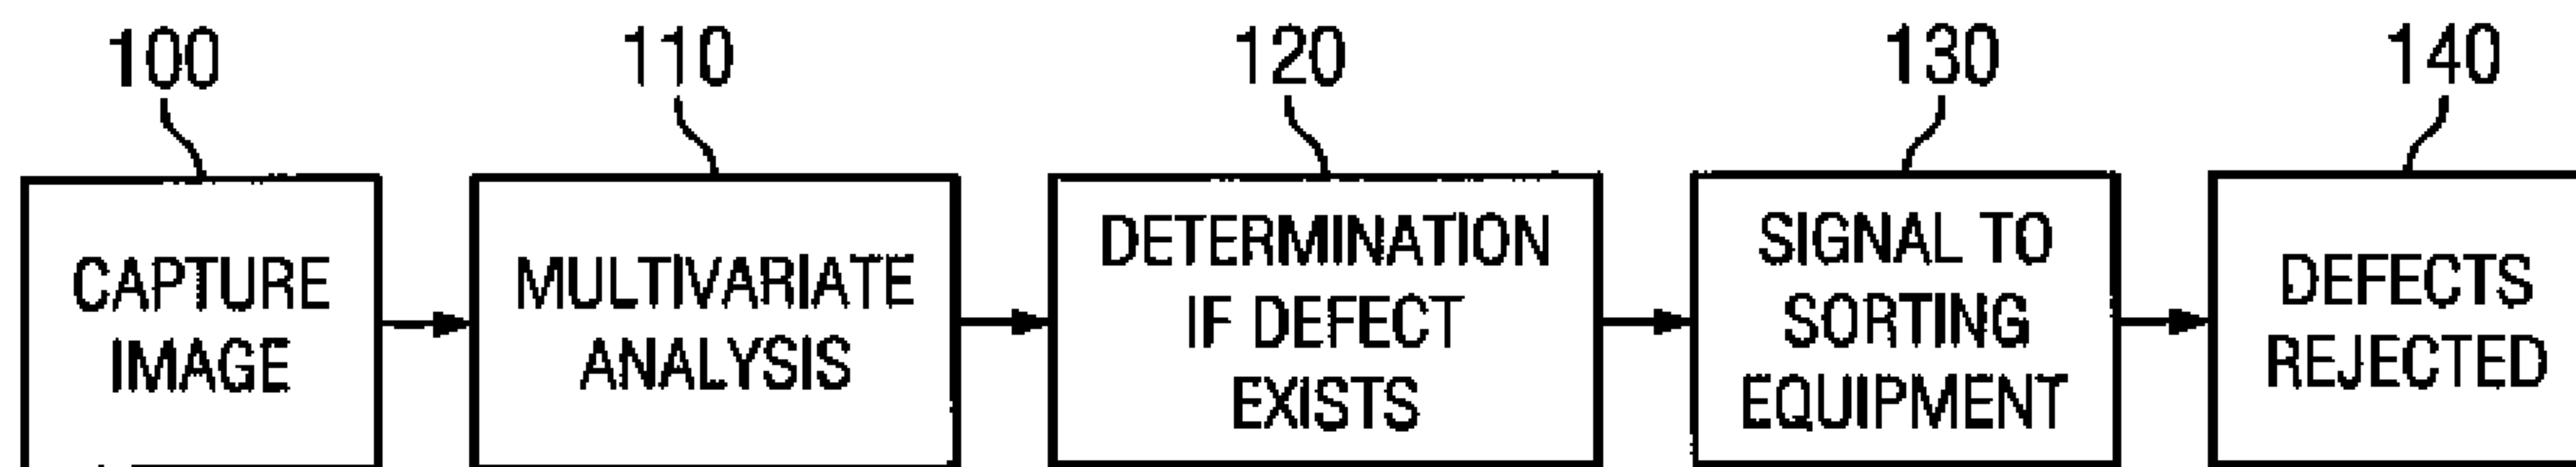 100
110
120
130
140
CAPTURE
IMAGE
MULTIVARIATE
ANALYSIS
DETERMINATION
IF DEFECT
EXISTS
SIGNAL TO
SORTING
EQUIPMENT
DEFECTS
REJECTED